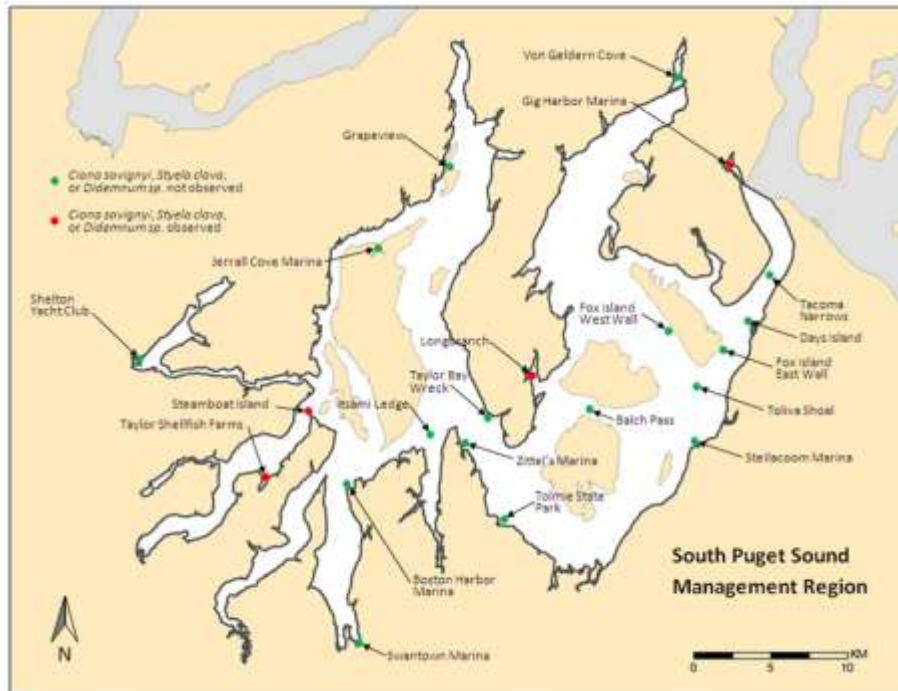 Von Geldern Cove
Gig Harbor Marina
Grapeview
Ciona savignyi, Styela clava,
or Didemnum sp. not observed
Ciona savignyi, Styela clava,
or Didemnum sp. observed
Jerrall Cove Marina
Shelton
Yacht Club
Fox Island
West Wall
Tacoma
Narrows
Days Island
Longbranch
Fox Island
East Wall
Taylor Bay
Wreck
Toliva Shoal
Steamboat Island
Itsami Ledge
Balch Pass
Taylor Shellfish Farms
Zittel's Marina
Steilacoom Marina
Tolmie State
Park
South Puget Sound
Management Region
Boston Harbor
Marina
N
Swantown Marina
KM
0 5 10